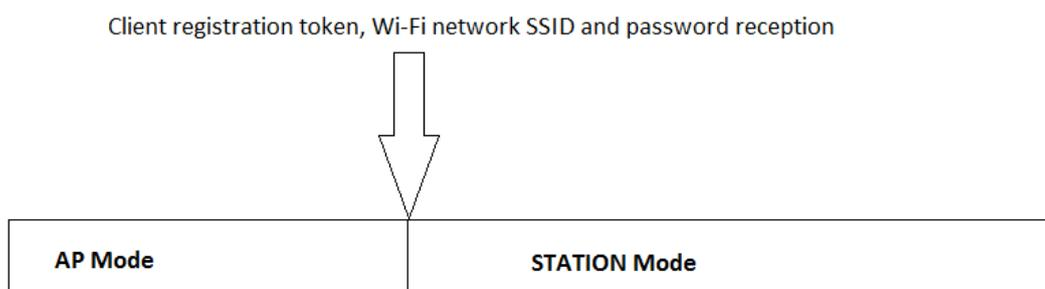 Client registration token, Wi-Fi network SSID and password reception
AP Mode
STATION Mode